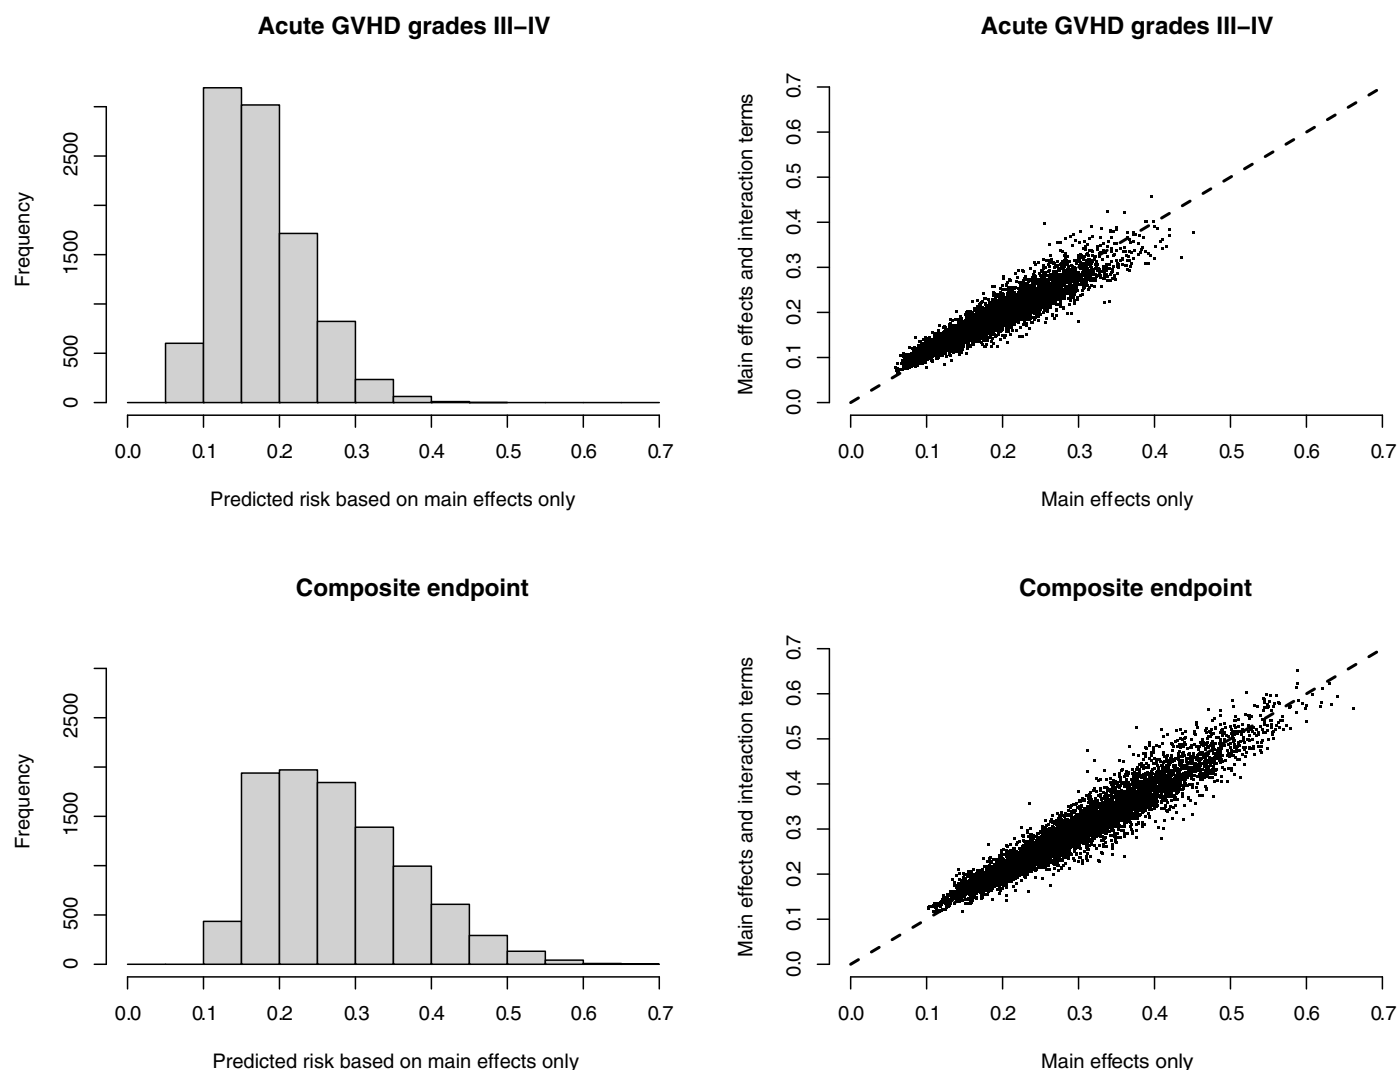 Acute GVHD grades III–IV
Frequency
0
500
1500
2500
0.0 0.1 0.2 0.3 0.4 0.5 0.6 0.7
Predicted risk based on main effects only
Acute GVHD grades III–IV
Main effects and interaction terms
0.0
0.1
0.2
0.3
0.4
0.5
0.6
0.7
0.0 0.1 0.2 0.3 0.4 0.5 0.6 0.7
Main effects only
Composite endpoint
Frequency
0
500
1500
2500
0.0 0.1 0.2 0.3 0.4 0.5 0.6 0.7
Predicted risk based on main effects only
Composite endpoint
Main effects and interaction terms
0.0
0.1
0.2
0.3
0.4
0.5
0.6
0.7
0.0 0.1 0.2 0.3 0.4 0.5 0.6 0.7
Main effects only